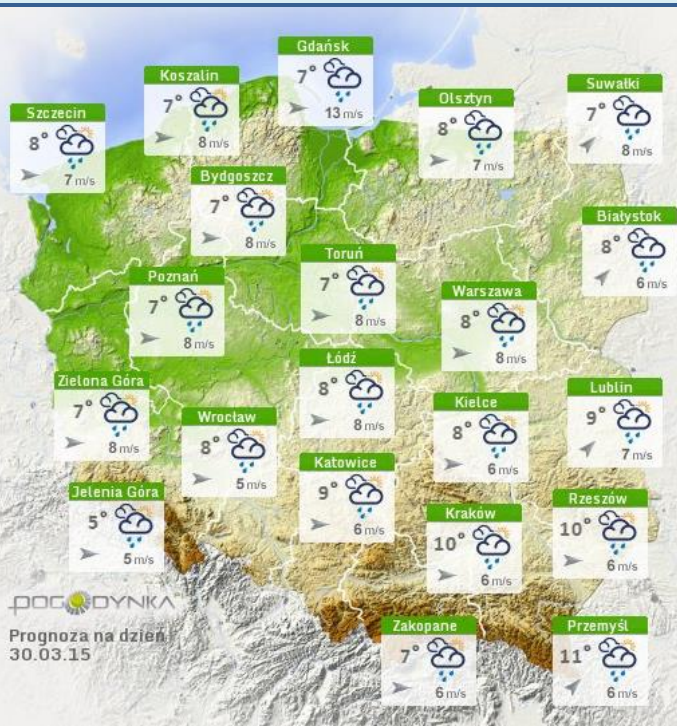 Gdańsk
7°
13 m/s
Koszalin
7°
8 m/s
Suwałki
7°
8 m/s
Olsztyn
8°
7 m/s
Szczecin
8°
7 m/s
Bydgoszcz
7°
8 m/s
Białystok
8°
6 m/s
Toruń
7°
8 m/s
Poznań
7°
8 m/s
Warszawa
8°
8 m/s
Łódź
8°
8 m/s
Zielona Góra
7°
8 m/s
Lublin
9°
7 m/s
Kielce
8°
6 m/s
Wrocław
8°
5 m/s
Katowice
9°
6 m/s
Jelenia Góra
5°
5 m/s
Rzeszów
10°
6 m/s
Kraków
10°
6 m/s
POGODYNKA
Prognoza na dzień
30.03.15
Zakopane
7°
6 m/s
Przemyśl
11°
6 m/s